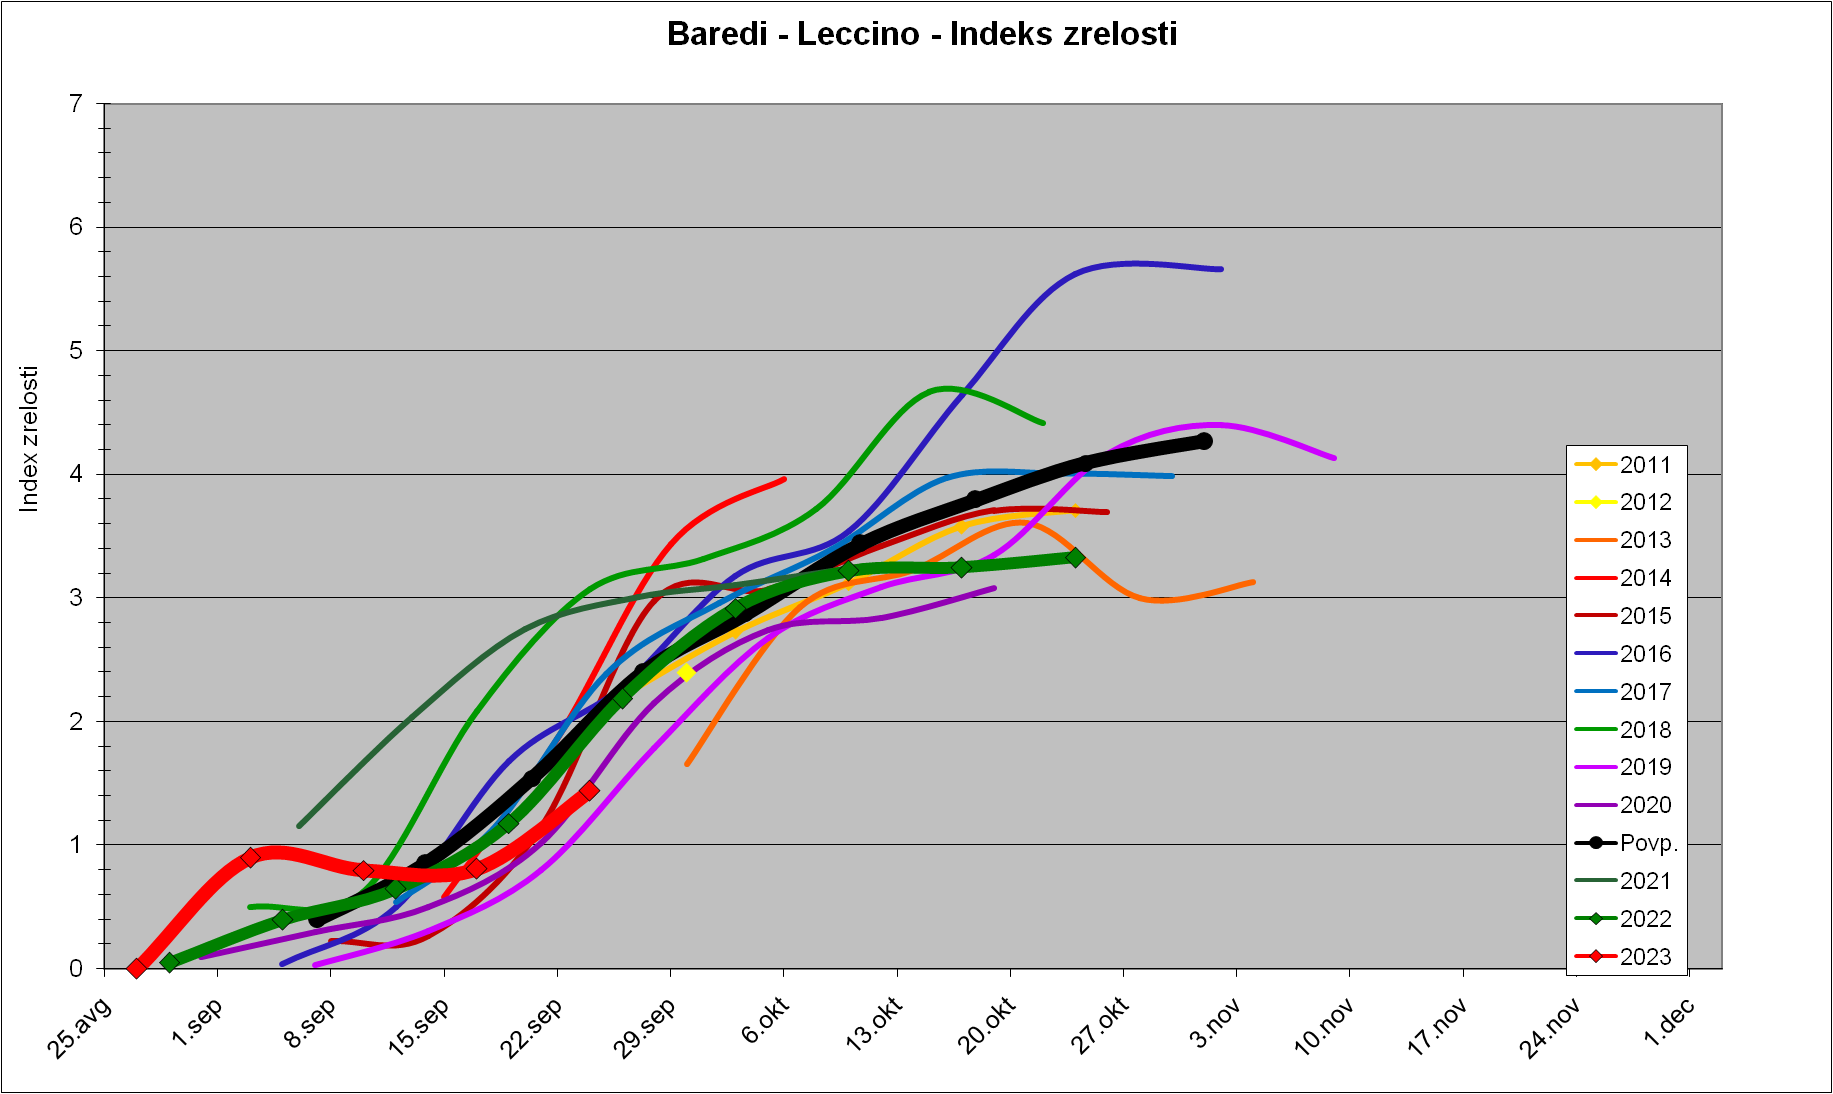 Baredi - Leccino - Indeks zrelosti
Index zrelosti
7
6
5
4
3
2
1
0
25.avg
1.sep
8.sep
15.sep
22.sep
29.sep
6.okt
13.okt
20.okt
27.okt
3.nov
10.nov
17.nov
24.nov
1.dec
2011
2012
2013
2014
2015
2016
2017
2018
2019
2020
Povp.
2021
2022
2023